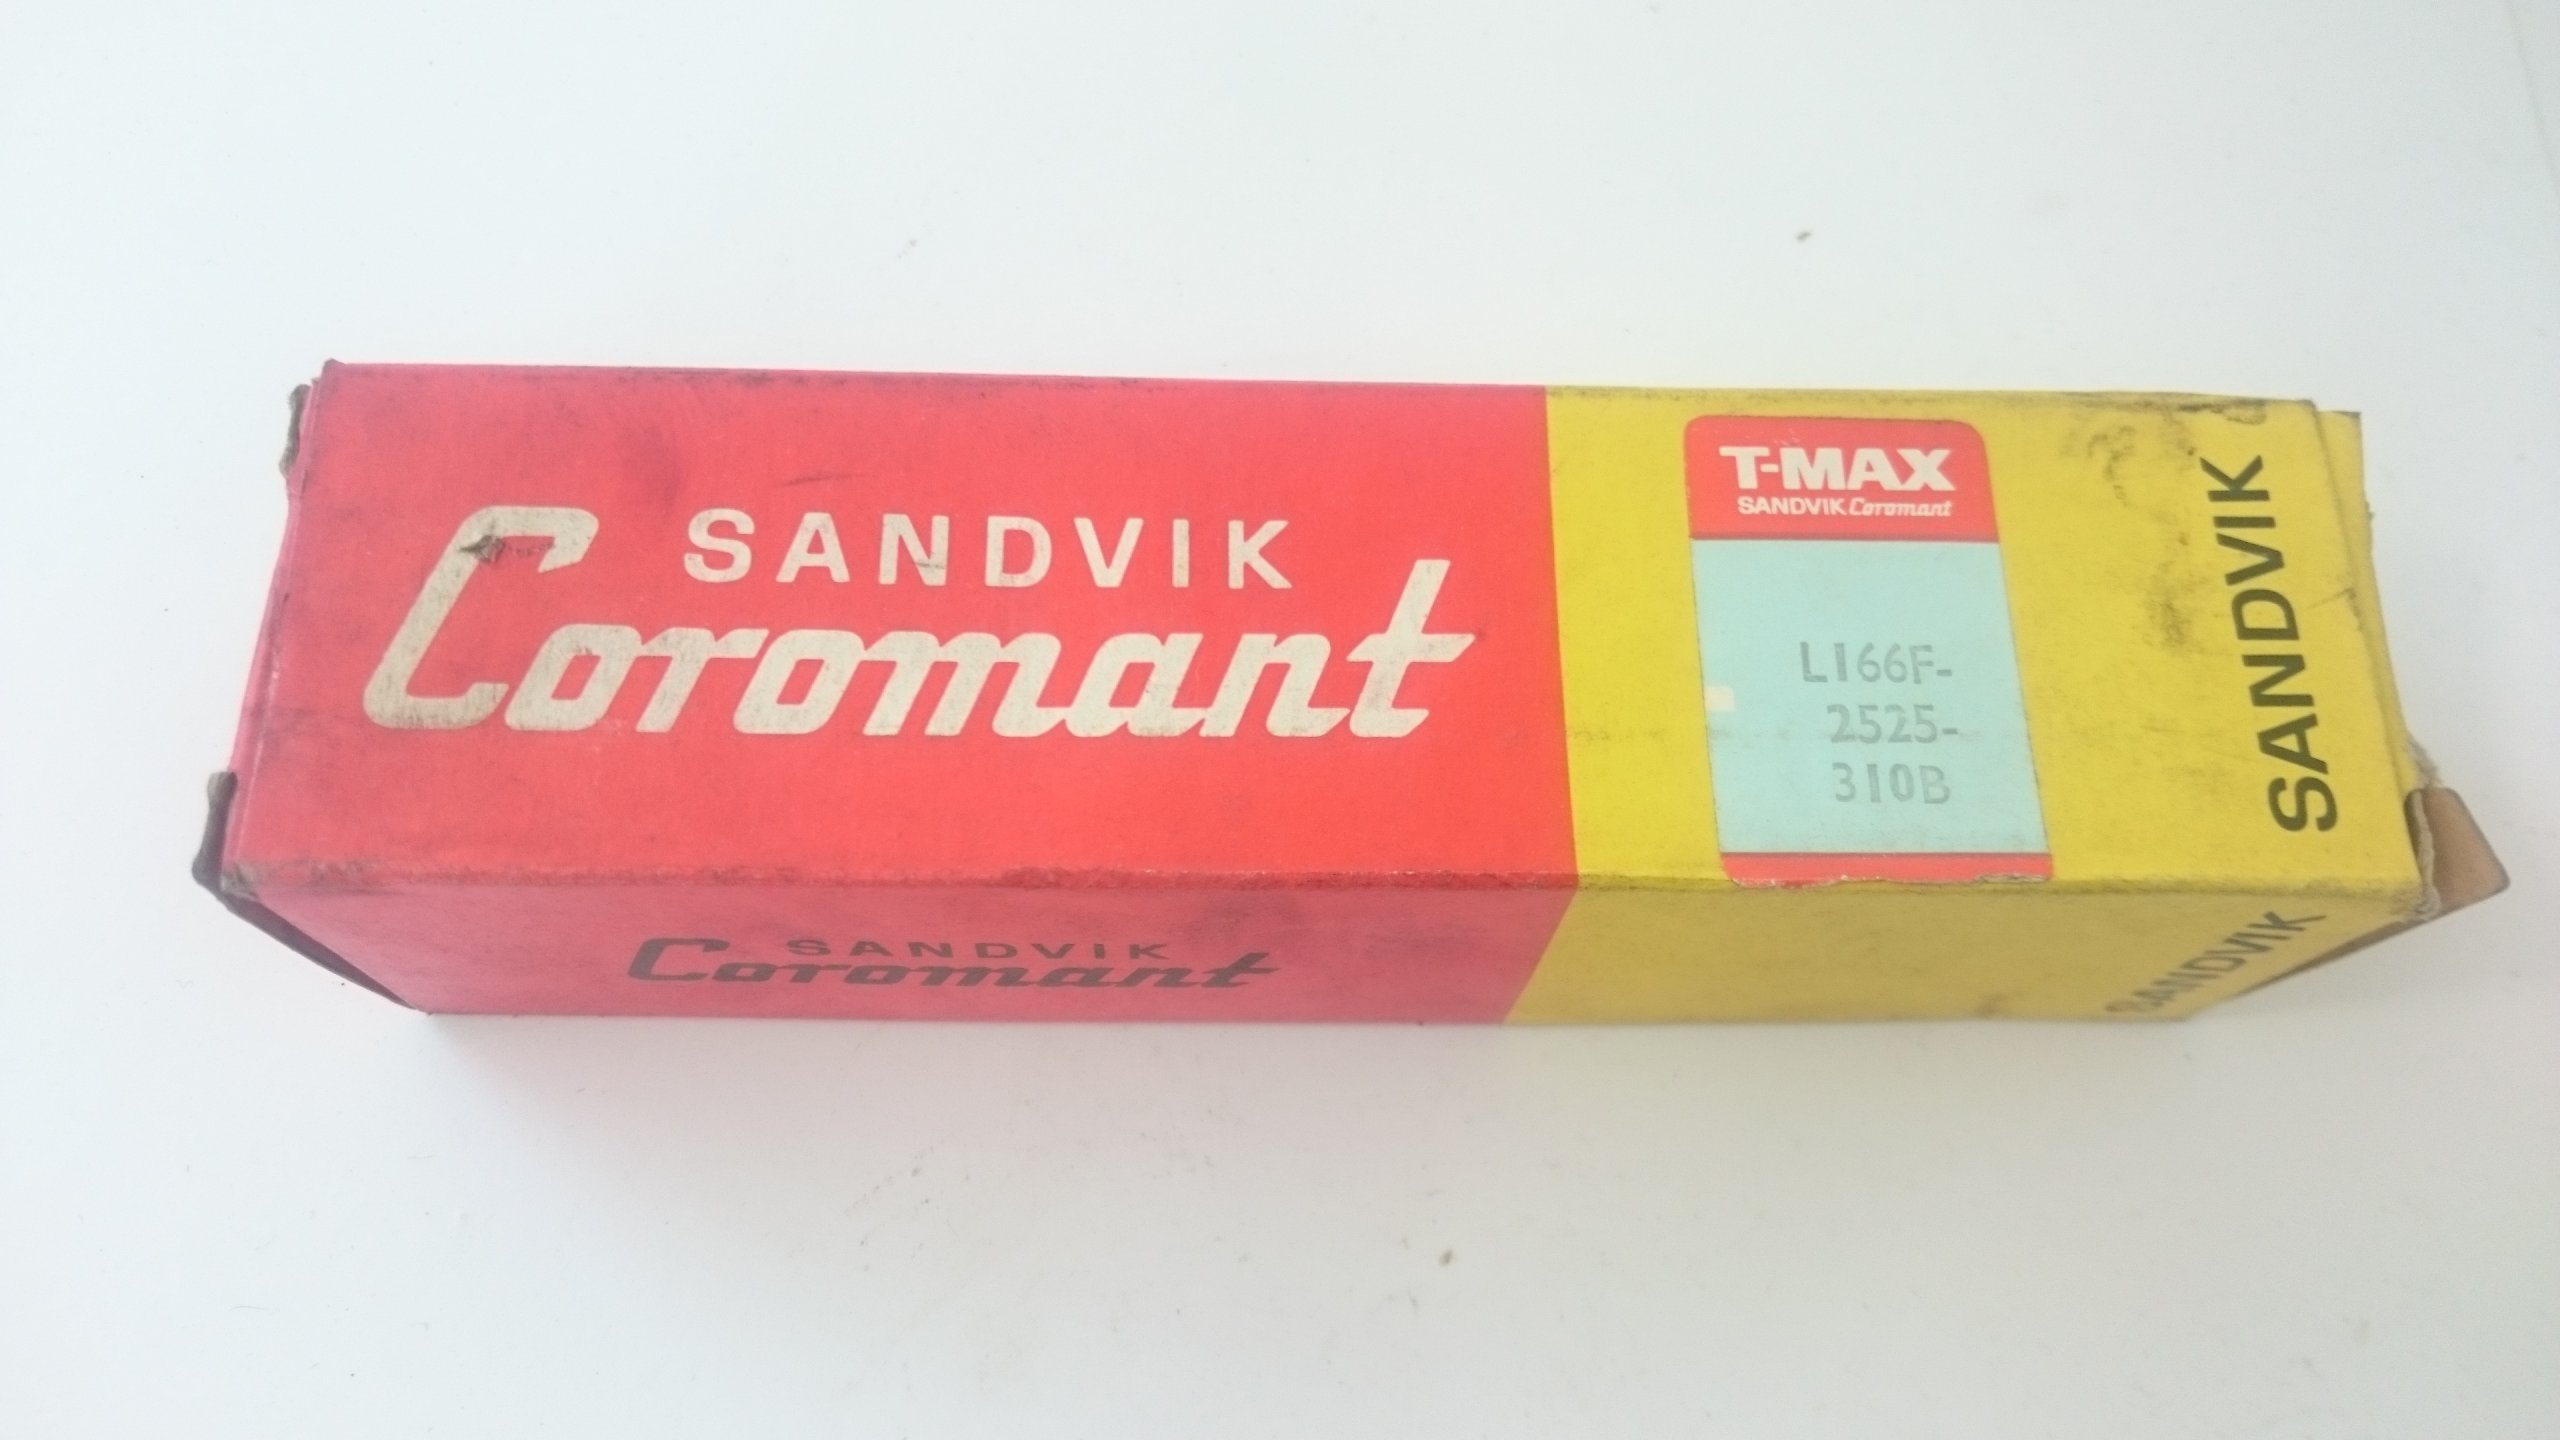 SANDVIK
Coromant
T-MAX
SANDVIK Coromant
L166F-
2525-
310B
SANDVIK
SANDVIK
Coromant
SANDVIK